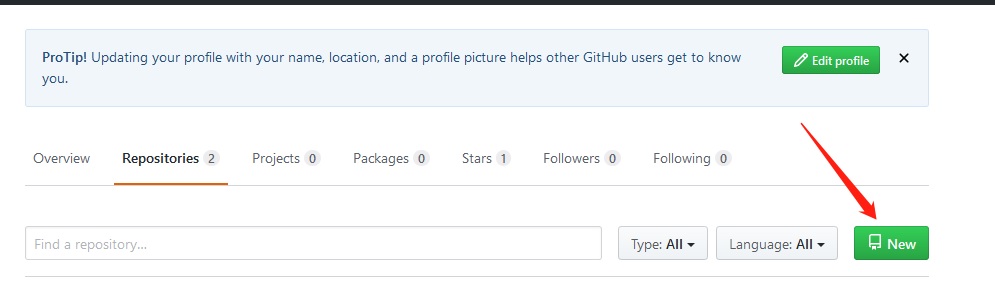 ProTip! Updating your profile with your name, location, and a profile picture helps other GitHub users get to know
you.
Edit profile
Overview Repositories 2 Projects 0 Packages 0 Stars 1 Followers 0 Following 0
Find a repository... Type: All Language: All New